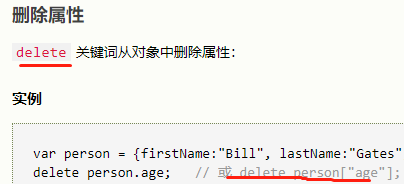 删除属性
delete 关键词从对象中删除属性：
实例
var person = {firstName:"Bill", lastName:"Gates"
delete person.age;   // 或 delete person["age"];